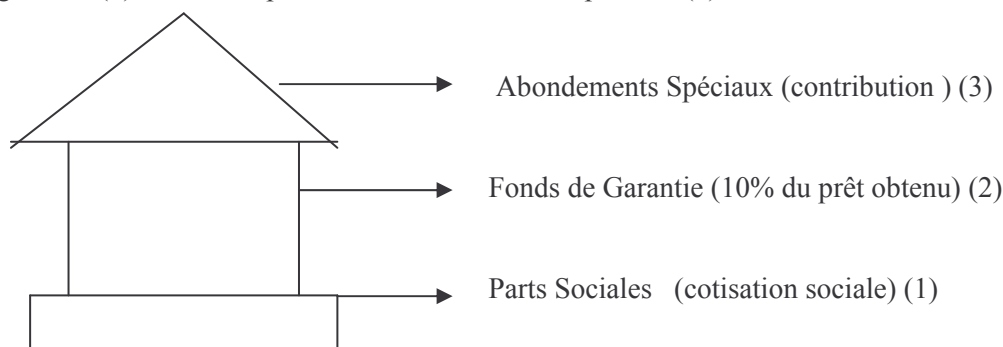 Abondements Spéciaux (contribution ) (3)
Fonds de Garantie (10% du prêt obtenu) (2)
Parts Sociales (cotisation sociale) (1)